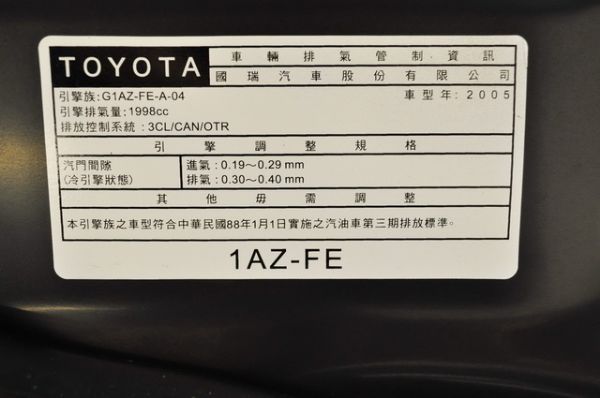 TOYOTA
車輛排氣管制資訊
國瑞汽車股份有限公司
引擎族:G1AZ-FE-A-04
車型年:2005
引擎排氣量:1998cc
排放控制系統:3CL/CAN/OTR
引擎調整規格
汽門間隙
(冷引擎狀態)
進氣:0.19～0.29 mm
排氣:0.30～0.40 mm
其他毋需調整
本引擎族之車型符合中華民國88年1月1日實施之汽油車第三期排放標準。
1AZ-FE